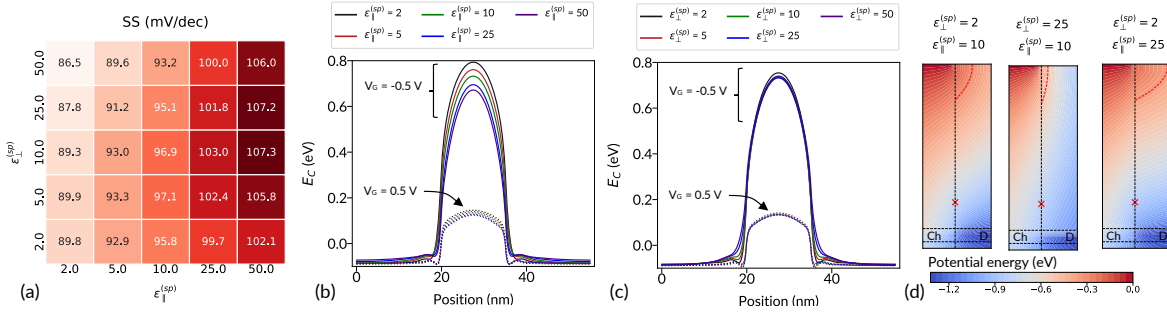 SS (mV/dec)
ε⊥^(sp)
50.0 86.5 89.6 93.2 100.0 106.0
25.0 87.8 91.2 95.1 101.8 107.2
10.0 89.3 93.0 96.9 103.0 107.3
5.0 89.9 93.3 97.1 102.4 105.8
2.0 89.8 92.9 95.8 99.7 102.1
2.0 5.0 10.0 25.0 50.0
ε∥^(sp)
(a)
ε∥^(sp) = 2 ε∥^(sp) = 10 ε∥^(sp) = 50
ε∥^(sp) = 5 ε∥^(sp) = 25
V_G = -0.5 V
V_G = 0.5 V
E_C (eV)
0.8
0.6
0.4
0.2
0.0
0 20 40
Position (nm)
(b)
ε⊥^(sp) = 2 ε⊥^(sp) = 10 ε⊥^(sp) = 50
ε⊥^(sp) = 5 ε⊥^(sp) = 25
V_G = -0.5 V
V_G = 0.5 V
E_C (eV)
0.8
0.6
0.4
0.2
0.0
0 20 40
Position (nm)
(c)
ε⊥^(sp) = 2 ε⊥^(sp) = 25 ε⊥^(sp) = 2
ε∥^(sp) = 10 ε∥^(sp) = 10 ε∥^(sp) = 25
Ch D
Ch D
Ch D
Potential energy (eV)
−1.2 −0.9 −0.6 −0.3 0.0
(d)